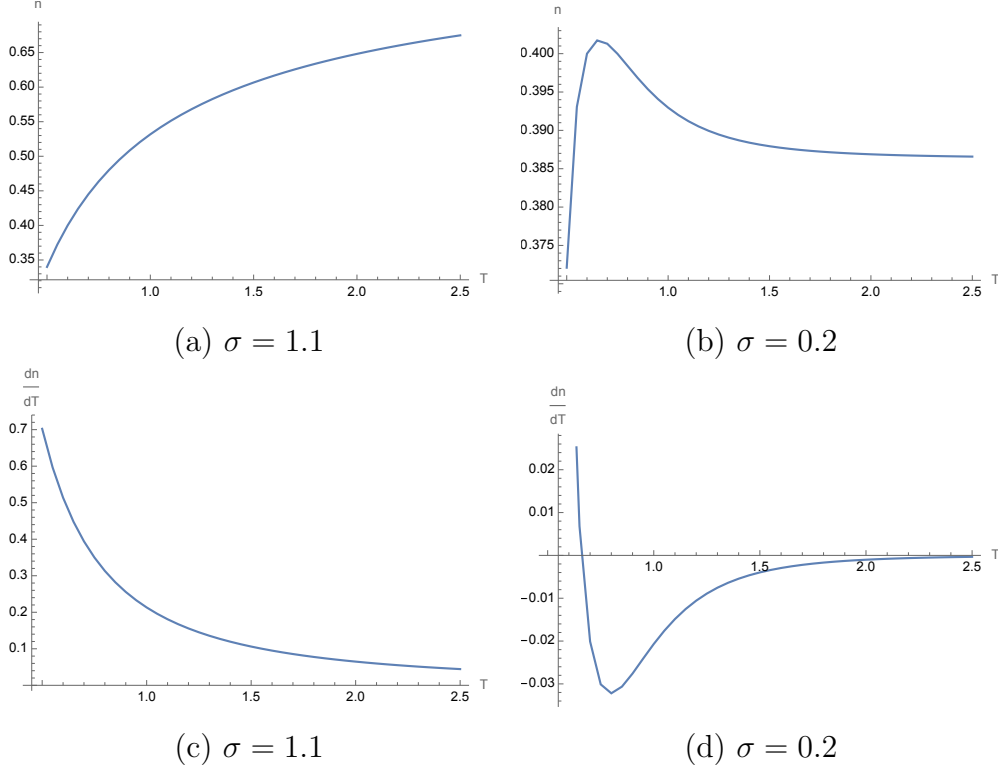 n
0.65
0.60
0.55
0.50
0.45
0.40
0.35
1.0 1.5 2.0 2.5 T
(a) σ = 1.1
n
0.400
0.395
0.390
0.385
0.380
0.375
1.0 1.5 2.0 2.5 T
(b) σ = 0.2
dn
dT
0.7
0.6
0.5
0.4
0.3
0.2
0.1
1.0 1.5 2.0 2.5 T
(c) σ = 1.1
dn
dT
0.02
0.01
1.0 1.5 2.0 2.5 T
−0.01
−0.02
−0.03
(d) σ = 0.2